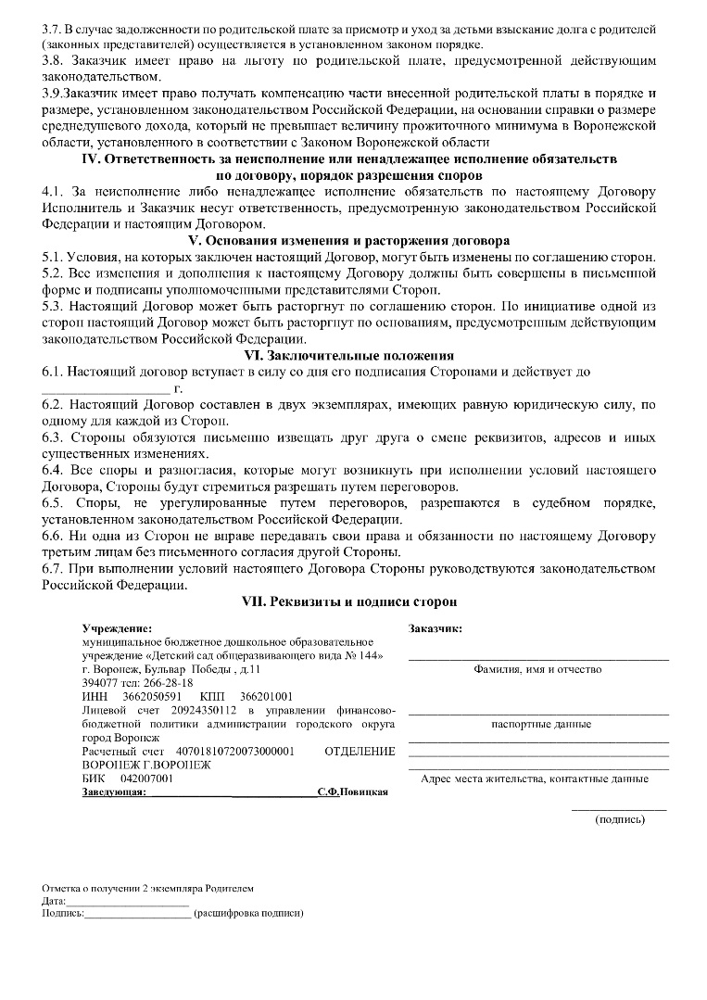 3.7. В случае задолженности по родительской плате за присмотр и уход за детьми взыскание долга с родителей
(законных представителей) осуществляется в установленном законом порядке.
3.8. Заказчик имеет право на льготу по родительской плате, предусмотренной действующим
законодательством.
3.9.Заказчик имеет право получать компенсацию части внесенной родительской платы в порядке и
размере, установленном законодательством Российской Федерации, на основании справки о размере
среднедушевого дохода, который не превышает величину прожиточного минимума в Воронежской
области, установленного в соответствии с Законом Воронежской области
IV. Ответственность за неисполнение или ненадлежащее исполнение обязательств
по договору, порядок разрешения споров
4.1. За неисполнение либо ненадлежащее исполнение обязательств по настоящему Договору
Исполнитель и Заказчик несут ответственность, предусмотренную законодательством Российской
Федерации и настоящим Договором.
V. Основания изменения и расторжения договора
5.1. Условия, на которых заключен настоящий Договор, могут быть изменены по соглашению сторон.
5.2. Все изменения и дополнения к настоящему Договору должны быть совершены в письменной
форме и подписаны уполномоченными представителями Сторон.
5.3. Настоящий Договор может быть расторгнут по соглашению сторон. По инициативе одной из
сторон настоящий Договор может быть расторгнут по основаниям, предусмотренным действующим
законодательством Российской Федерации.
VI. Заключительные положения
6.1. Настоящий договор вступает в силу со дня его подписания Сторонами и действует до
__________________ г.
6.2. Настоящий Договор составлен в двух экземплярах, имеющих равную юридическую силу, по
одному для каждой из Сторон.
6.3. Стороны обязуются письменно извещать друг друга о смене реквизитов, адресов и иных
существенных изменениях.
6.4. Все споры и разногласия, которые могут возникнуть при исполнении условий настоящего
Договора, Стороны будут стремиться разрешать путем переговоров.
6.5. Споры, не урегулированные путем переговоров, разрешаются в судебном порядке,
установленном законодательством Российской Федерации.
6.6. Ни одна из Сторон не вправе передавать свои права и обязанности по настоящему Договору
третьим лицам без письменного согласия другой Стороны.
6.7. При выполнении условий настоящего Договора Стороны руководствуются законодательством
Российской Федерации.
VII. Реквизиты и подписи сторон
Учреждение:
муниципальное бюджетное дошкольное образовательное
учреждение «Детский сад общеразвивающего вида № 144»
г. Воронеж, Бульвар Победы , д.11
394077 тел: 266-28-18
ИНН 3662050591 КПП 366201001
Лицевой счет 20924350112 в управлении финансово-
бюджетной политики администрации городского округа
город Воронеж
Расчетный счет 40701810720073000001 ОТДЕЛЕНИЕ
ВОРОНЕЖ Г.ВОРОНЕЖ
БИК 042007001
Заведующая: ____________________________С.Ф.Новицкая
Заказчик:
Фамилия, имя и отчество
паспортные данные
Адрес места жительства, контактные данные
(подпись)
Отметка о получении 2 экземпляра Родителем
Дата:_______________________
Подпись:____________________ (расшифровка подписи)